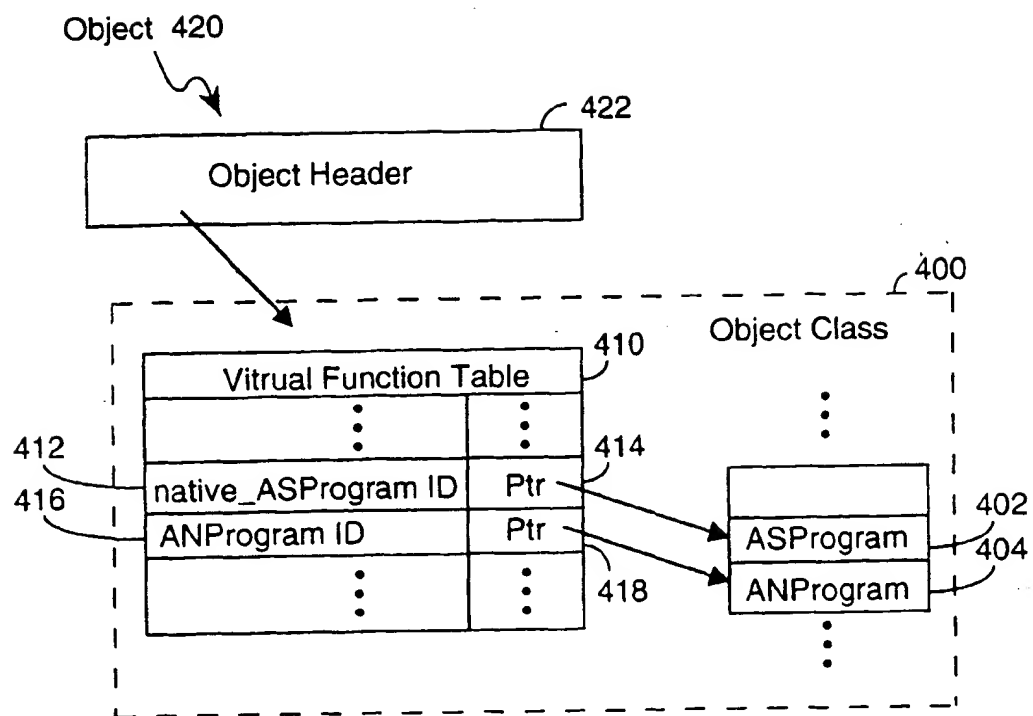 Object 420
422
Object Header
400
Object Class
410
Vitrual Function Table
412
414
native_ASProgram ID
Ptr
416
ANProgram ID
Ptr
418
402
ASProgram
404
ANProgram